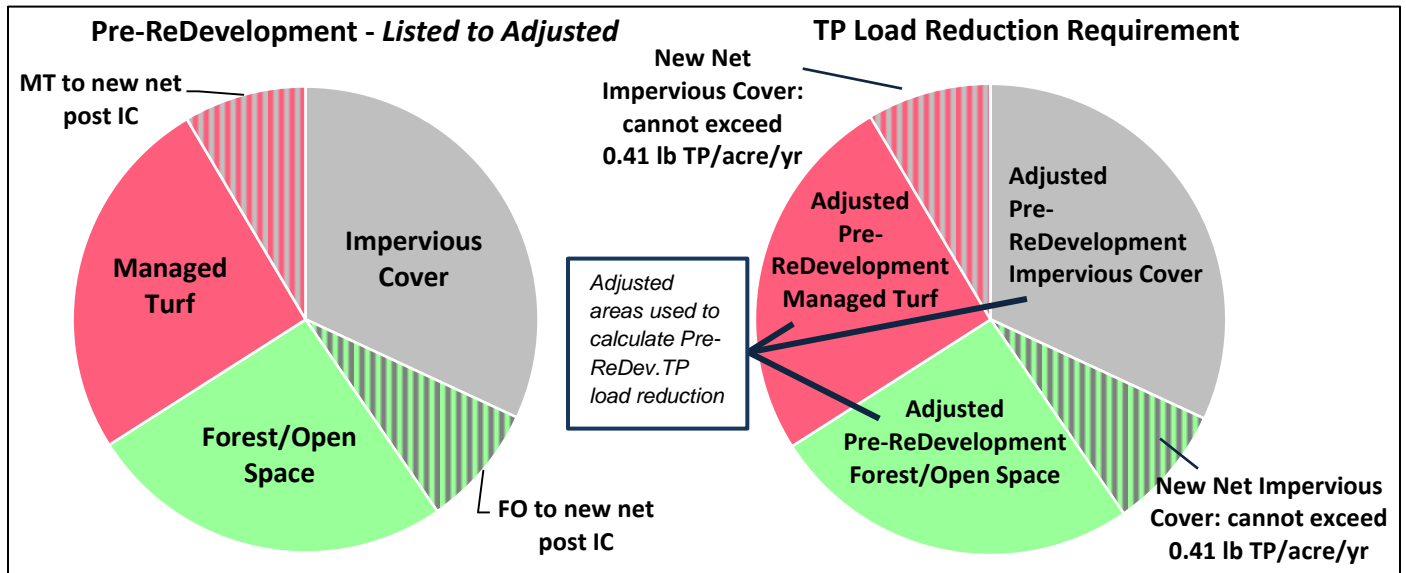 Pre-ReDevelopment - Listed to Adjusted
MT to new net
post IC
Impervious
Cover
Managed
Turf
Forest/Open
Space
FO to new net
post IC
TP Load Reduction Requirement
New Net
Impervious Cover:
cannot exceed
0.41 lb TP/acre/yr
Adjusted
Pre-
ReDevelopment
Impervious Cover
Adjusted
Pre-
ReDevelopment
Managed Turf
Adjusted
areas used to
calculate Pre-
ReDev.TP
load reduction
Adjusted
Pre-ReDevelopment
Forest/Open Space
New Net Impervious
Cover: cannot exceed
0.41 lb TP/acre/yr